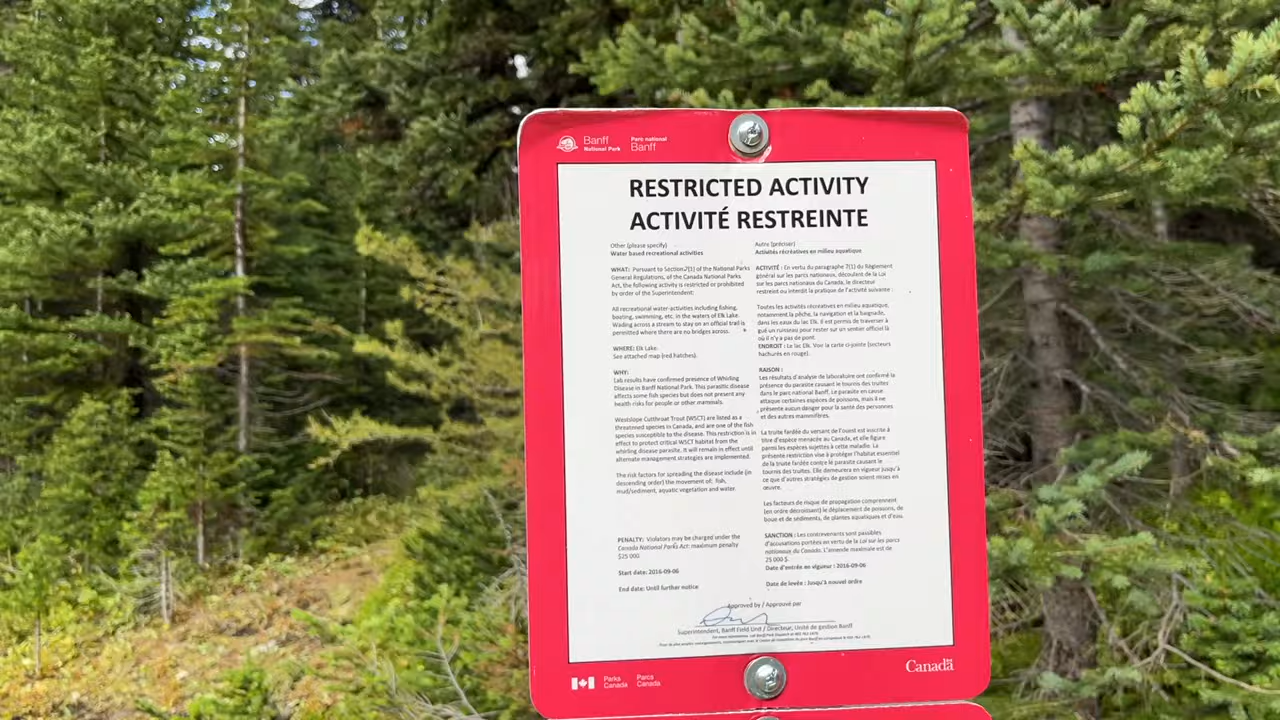 Banff
National Park
Parc national
Banff
RESTRICTED ACTIVITY
ACTIVITÉ RESTREINTE
Other (please specify)
Water based recreational activities
WHAT: Pursuant to Section 7(1) of the National Parks
General Regulations, of the Canada National Parks
Act, the following activity is restricted or prohibited
by order of the Superintendent:
All recreational water-activities including fishing,
boating, swimming, etc. in the waters of Elk Lake.
Wading across a stream to stay on an official trail is
permitted where there are no bridges across.
WHERE: Elk Lake.
See attached map (red hatches).
WHY:
Lab results have confirmed presence of Whirling
Disease in Banff National Park. This parasitic disease
affects some fish species but does not present any
health risks for people or other mammals.
Westslope Cutthroat Trout (WSCT) are listed as a
threatened species in Canada, and are one of the fish
species susceptible to the disease. This restriction is in
effect to protect critical WSCT habitat from the
whirling disease parasite. It will remain in effect until
alternate management strategies are implemented.
The risk factors for spreading the disease include (in
descending order) the movement of: fish,
mud/sediment, aquatic vegetation and water.
PENALTY: Violators may be charged under the
Canada National Parks Act: maximum penalty
$25 000.
Start date: 2016-09-06
End date: Until further notice
Autre (préciser)
Activités récréatives en milieu aquatique
ACTIVITÉ : En vertu du paragraphe 7(1) du Règlement
général sur les parcs nationaux, découlant de la Loi
sur les parcs nationaux du Canada, le directeur
restreint ou interdit la pratique de l'activité suivante :
Toutes les activités récréatives en milieu aquatique,
notamment la pêche, la navigation et la baignade,
dans les eaux du lac Elk. Il est permis de traverser à
gué un ruisseau pour rester sur un sentier officiel là
où il n'y a pas de pont.
ENDROIT : Le lac Elk. Voir la carte ci-jointe (secteurs
hachurés en rouge).
RAISON :
Les résultats d'analyse de laboratoire ont confirmé la
présence du parasite causant le tournis des truites
dans le parc national Banff. Le parasite en cause
attaque certaines espèces de poissons, mais il ne
présente aucun danger pour la santé des personnes
et des autres mammifères.
La truite fardée du versant de l'ouest est inscrite à
titre d'espèce menacée au Canada, et elle figure
parmi les espèces sujettes à cette maladie. La
présente restriction vise à protéger l'habitat essentiel
de la truite fardée contre le parasite causant le
tournis des truites. Elle demeurera en vigueur jusqu'à
ce que d'autres stratégies de gestion soient mises en
œuvre.
Les facteurs de risque de propagation comprennent
(en ordre décroissant) le déplacement de poissons, de
boue et de sédiments, de plantes aquatiques et d'eau.
SANCTION : Les contrevenants sont passibles
d'accusations portées en vertu de la Loi sur les parcs
nationaux du Canada. L'amende maximale est de
25 000 $.
Date d'entrée en vigueur : 2016-09-06
Date de levée : Jusqu'à nouvel ordre
Approved by / Approuvé par
Superintendent, Banff Field Unit / Directeur, Unité de gestion Banff
Parks
Canada
Parcs
Canada
Canada